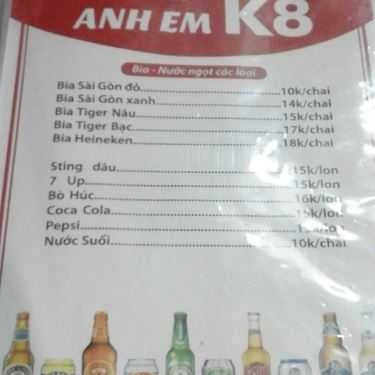 ANH EM K8
Bia - Nước ngọt các loại
Bia Sài Gòn đỏ 10k/chai
Bia Sài Gòn xanh 14k/chai
Bia Tiger Nâu 15k/chai
Bia Tiger Bạc 17k/chai
Bia Heineken 18k/chai
Sting dâu 15k/lon
7 Up 15k/lon
Bò Húc 16k/lon
Coca Cola 15k/lon
Pepsi 15k/lon
Nước Suối 10k/chai